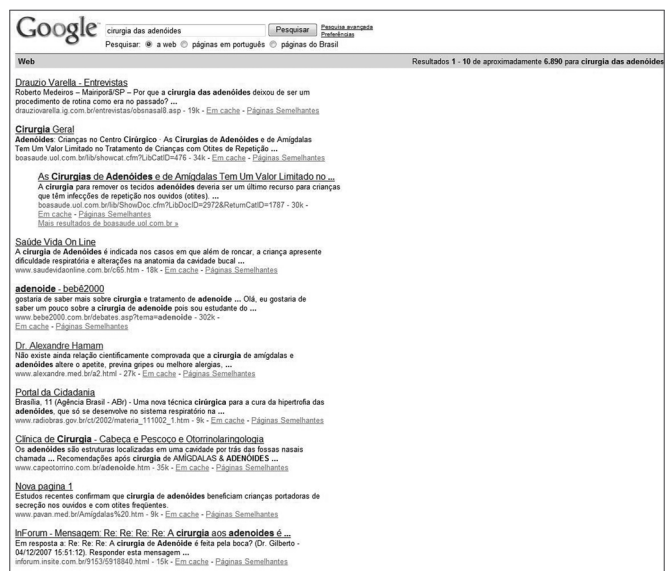 Google
cirurgia das adenóides Pesquisar Pesquisa avançada
Preferências
Pesquisar: a web páginas em português páginas do Brasil
Web Resultados 1 - 10 de aproximadamente 6.890 para cirurgia das adenóides
Drauzio Varella - Entrevistas
Roberto Medeiros – Mairiporã/SP – Por que a cirurgia das adenóides deixou de ser um
procedimento de rotina como era no passado? ...
drauziovarella.ig.com.br/entrevistas/obsnasal8.asp - 19k - Em cache - Páginas Semelhantes
Cirurgia Geral
Adenóides: Crianças no Centro Cirúrgico · As Cirurgias de Adenóides e de Amígdalas
Tem Um Valor Limitado no Tratamento de Crianças com Otites de Repetição ...
boasaude.uol.com.br/lib/showcat.cfm?LibCatID=476 - 34k - Em cache - Páginas Semelhantes
As Cirurgias de Adenóides e de Amígdalas Tem Um Valor Limitado no ...
A cirurgia para remover os tecidos adenóides deveria ser um último recurso para crianças
que têm infecções de repetição nos ouvidos (otites). ...
boasaude.uol.com.br/lib/ShowDoc.cfm?LibDocID=2972&ReturnCatID=1787 - 30k -
Em cache - Páginas Semelhantes
Mais resultados de boasaude.uol.com.br »
Saúde Vida On Line
A cirurgia de Adenóides é indicada nos casos em que além de roncar, a criança apresente
dificuldade respiratória e alterações na anatomia da cavidade bucal ...
www.saudevidaonline.com.br/c65.htm - 18k - Em cache - Páginas Semelhantes
adenoide - bebê2000
gostaria de saber mais sobre cirurgia e tratamento de adenoide ... Olá, eu gostaria de
saber um pouco sobre a cirurgia de adenoide pois sou estudante do ...
www.bebe2000.com.br/debates.asp?tema=adenoide - 302k -
Em cache - Páginas Semelhantes
Dr. Alexandre Hamam
Não existe ainda relação cientificamente comprovada que a cirurgia de amígdalas e
adenóides altere o apetite, previna gripes ou melhore alergias, ...
www.alexandre.med.br/a2.html - 27k - Em cache - Páginas Semelhantes
Portal da Cidadania
Brasília, 11 (Agência Brasil - ABr) - Uma nova técnica cirúrgica para a cura da hipertrofia das
adenóides, que só se desenvolve no sistema respiratório na ...
www.radiobras.gov.br/ct/2002/materia_111002_1.htm - 9k - Em cache - Páginas Semelhantes
Clínica de Cirurgia - Cabeça e Pescoço e Otorrinolaringologia
Os adenóides são estruturas localizadas em uma cavidade por trás das fossas nasais
chamada ... Recomendações após cirurgia de AMÍGDALAS & ADENÓIDES ...
www.capeotorrino.com.br/adenoide.htm - 35k - Em cache - Páginas Semelhantes
Nova pagina 1
Estudos recentes confirmam que cirurgia de adenóides beneficiam crianças portadoras de
secreção nos ouvidos e com otites freqüentes.
www.pavan.med.br/Amígdalas%20.htm - 9k - Em cache - Páginas Semelhantes
InForum - Mensagem: Re: Re: Re: Re: A cirurgia aos adenoides é ...
Em resposta a: Re: Re: Re: A cirurgia de Adenóide é feita pela boca? (Dr. Gilberto -
04/12/2007 15:51:12). Responder esta mensagem ...
inforum.insite.com.br/9153/5918840.html - 15k - Em cache - Páginas Semelhantes